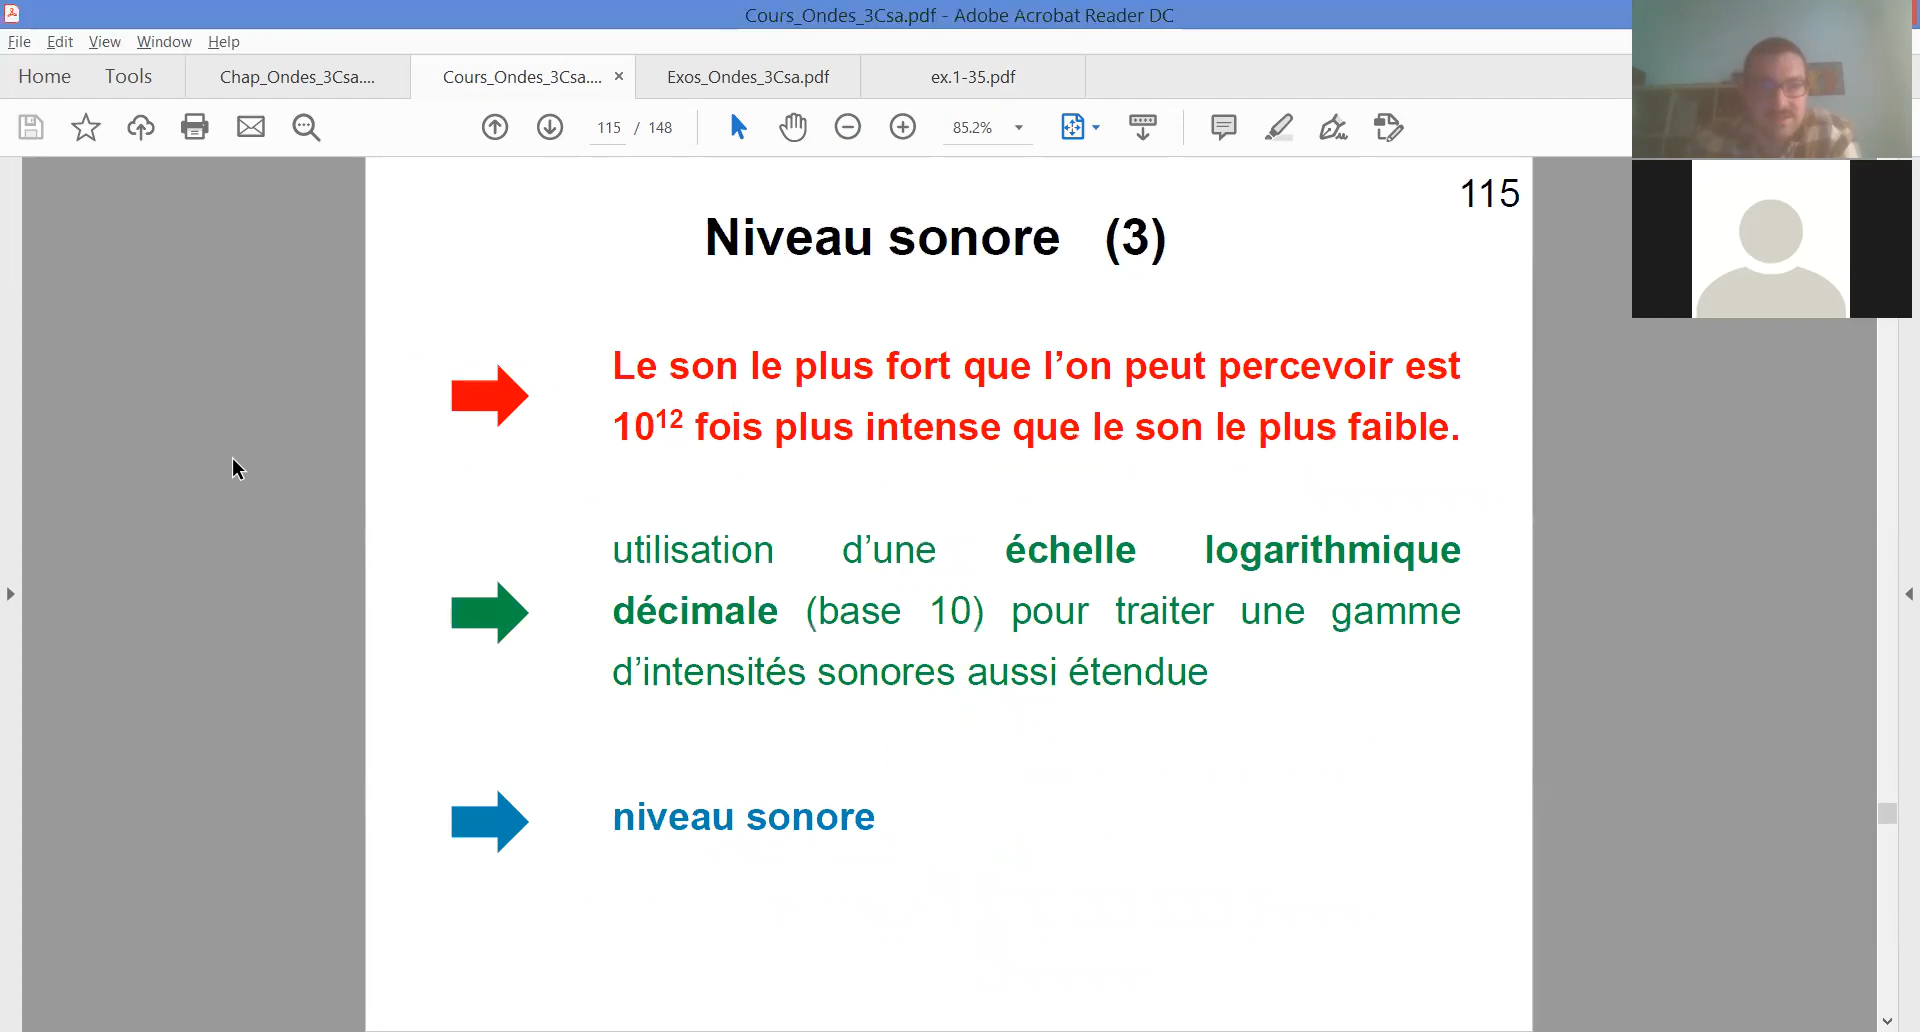 Cours_Ondes_3Csa.pdf - Adobe Acrobat Reader DC
File Edit View Window Help
Home Tools Chap_Ondes_3Csa.... Cours_Ondes_3Csa.... × Exos_Ondes_3Csa.pdf ex.1-35.pdf
115 / 148 85.2%
115
Niveau sonore (3)
Le son le plus fort que l’on peut percevoir est
10¹² fois plus intense que le son le plus faible.
utilisation d’une échelle logarithmique
décimale (base 10) pour traiter une gamme
d’intensités sonores aussi étendue
niveau sonore